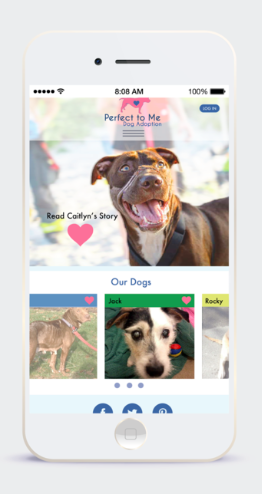 8:08 AM
100%
LOG IN
Perfect to Me
Dog Adoption
Read Caitlyn's Story
Our Dogs
Jack
Rocky